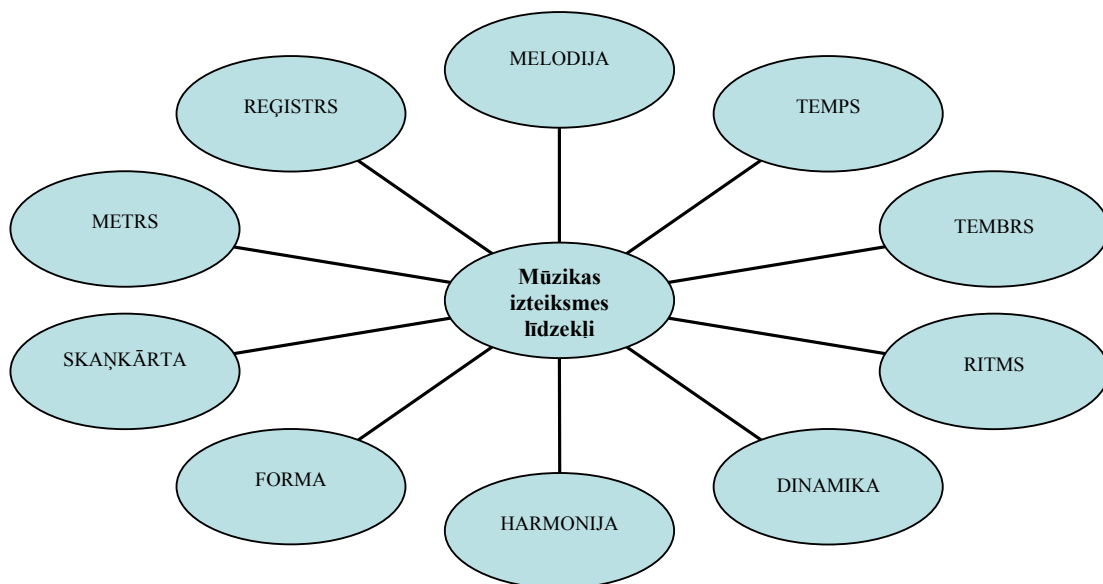 MELODIJA
REĢISTRS
TEMPS
METRS
TEMBRS
Mūzikas
izteiksmes
līdzekļi
SKAŅKĀRTA
RITMS
FORMA
DINAMIKA
HARMONIJA